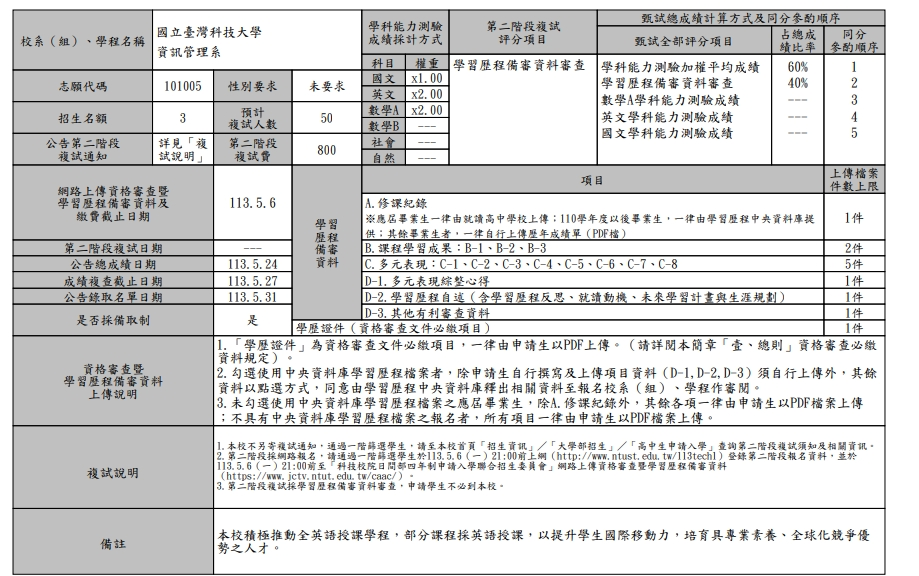 校系（組）、學程名稱
國立臺灣科技大學
資訊管理系
學科能力測驗
成績採計方式
第二階段複試
評分項目
甄試總成績計算方式及同分參酌順序
甄試全部評分項目
占總成
績比率
同分
參酌順序
科目 權重
國文 x1.00
英文 x2.00
數學A x2.00
數學B ---
社會 ---
自然 ---
學習歷程備審資料審查
學科能力測驗加權平均成績 60% 1
學習歷程備審資料審查 40% 2
數學A學科能力測驗成績 --- 3
英文學科能力測驗成績 --- 4
國文學科能力測驗成績 --- 5
志願代碼 101005 性別要求 未要求
招生名額 3 預計
複試人數 50
公告第二階段
複試通知
詳見「複
試說明」
第二階段
複試費
800
網路上傳資格審查暨
學習歷程備審資料及
繳費截止日期
113.5.6
第二階段複試日期 ---
公告總成績日期 113.5.24
成績複查截止日期 113.5.27
公告錄取名單日期 113.5.31
是否採備取制 是
學習
歷程
備審
資料
項目
上傳檔案
件數上限
A.修課紀錄
※應屆畢業生一律由就讀高中學校上傳；110學年度以後畢業生，一律由學習歷程中央資料庫提
供；其餘畢業生者，一律自行上傳歷年成績單（PDF檔）
1件
B.課程學習成果：B-1、B-2、B-3 2件
C.多元表現：C-1、C-2、C-3、C-4、C-5、C-6、C-7、C-8 5件
D-1.多元表現綜整心得 1件
D-2.學習歷程自述（含學習歷程反思、就讀動機、未來學習計畫與生涯規劃） 1件
D-3.其他有利審查資料 1件
學歷證件（資格審查文件必繳項目） 1件
資格審查暨
學習歷程備審資料
上傳說明
1.「學歷證件」為資格審查文件必繳項目，一律由申請生以PDF上傳。（請詳閱本簡章「壹、總則」資格審查必繳
資料規定）。
2.勾選使用中央資料庫學習歷程檔案者，除申請生自行撰寫及上傳項目資料（D-1,D-2,D-3）須自行上傳外，其餘
資料以點選方式，同意由學習歷程中央資料庫釋出相關資料至報名校系（組）、學程作審閱。
3.未勾選使用中央資料庫學習歷程檔案之應屆畢業生，除A.修課紀錄外，其餘各項一律由申請生以PDF檔案上傳
；不具有中央資料庫學習歷程檔案之報名者，所有項目一律由申請生以PDF檔案上傳。
複試說明
1.本校不另寄複試通知，通過一階篩選學生，請至本校首頁「招生資訊」／「大學部招生」／「高中生申請入學」查詢第二階段複試須知及相關資訊。
2.第二階段採網路報名，請通過一階篩選學生於113.5.6（一）21:00前上網（http://www.ntust.edu.tw/113tech1）登錄第二階段報名資料，並於
113.5.6（一）21:00前至「科技校院日間部四年制申請入學聯合招生委員會」網路上傳資格審查暨學習歷程備審資料
（https://www.jctv.ntut.edu.tw/caac/）。
3.第二階段複試採學習歷程備審資料審查，申請學生不必到本校。
備註
本校積極推動全英語授課學程，部分課程採英語授課，以提升學生國際移動力，培育具專業素養、全球化競爭優
勢之人才。